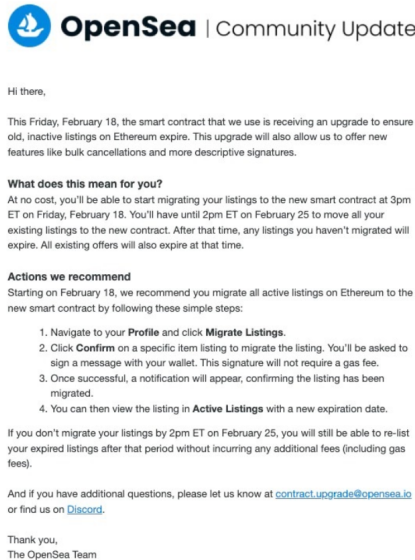 OpenSea | Community Update
Hi there,
This Friday, February 18, the smart contract that we use is receiving an upgrade to ensure
old, inactive listings on Ethereum expire. This upgrade will also allow us to offer new
features like bulk cancellations and more descriptive signatures.
What does this mean for you?
At no cost, you'll be able to start migrating your listings to the new smart contract at 3pm
ET on Friday, February 18. You'll have until 2pm ET on February 25 to move all your
existing listings to the new contract. After that time, any listings you haven't migrated will
expire. All existing offers will also expire at that time.
Actions we recommend
Starting on February 18, we recommend you migrate all active listings on Ethereum to the
new smart contract by following these simple steps:
1. Navigate to your Profile and click Migrate Listings.
2. Click Confirm on a specific item listing to migrate the listing. You'll be asked to
sign a message with your wallet. This signature will not require a gas fee.
3. Once successful, a notification will appear, confirming the listing has been
migrated.
4. You can then view the listing in Active Listings with a new expiration date.
If you don't migrate your listings by 2pm ET on February 25, you will still be able to re-list
your expired listings after that period without incurring any additional fees (including gas
fees).
And if you have additional questions, please let us know at contract.upgrade@opensea.io
or find us on Discord.
Thank you,
The OpenSea Team